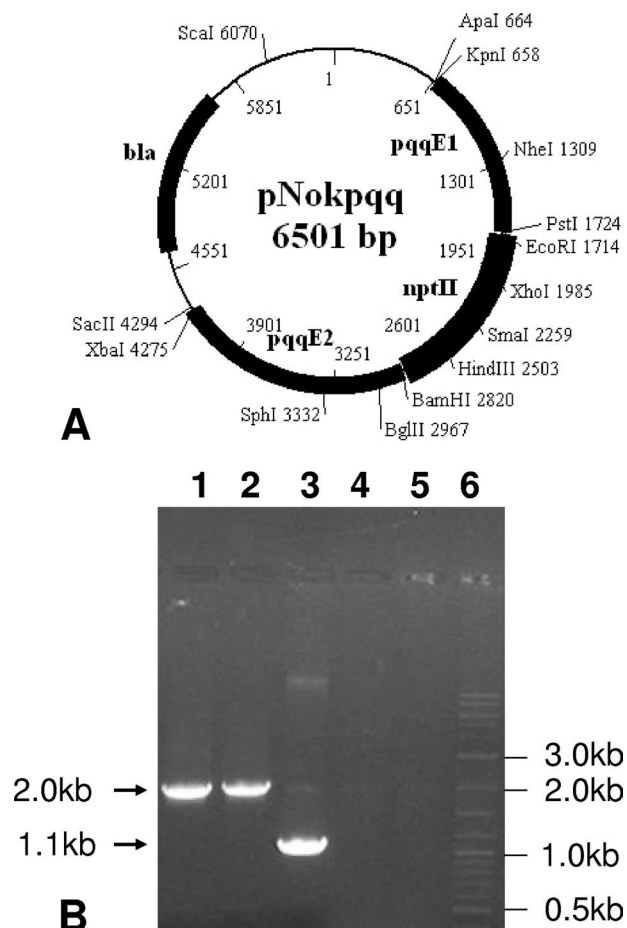 ScaI 6070
ApaI 664
KpnI 658
1
651
5851
bla
pqqE1
NheI 1309
5201
1301
pNokpqq
6501 bp
PstI 1724
EcoRI 1714
4551
1951
nptII
XhoI 1985
SacII 4294
XbaI 4275
3901
pqqE2
2601
SmaI 2259
3251
HindIII 2503
SphI 3332
BamHI 2820
BglII 2967
A
1 2 3 4 5 6
3.0kb
2.0kb
2.0kb
1.1kb
1.0kb
0.5kb
B